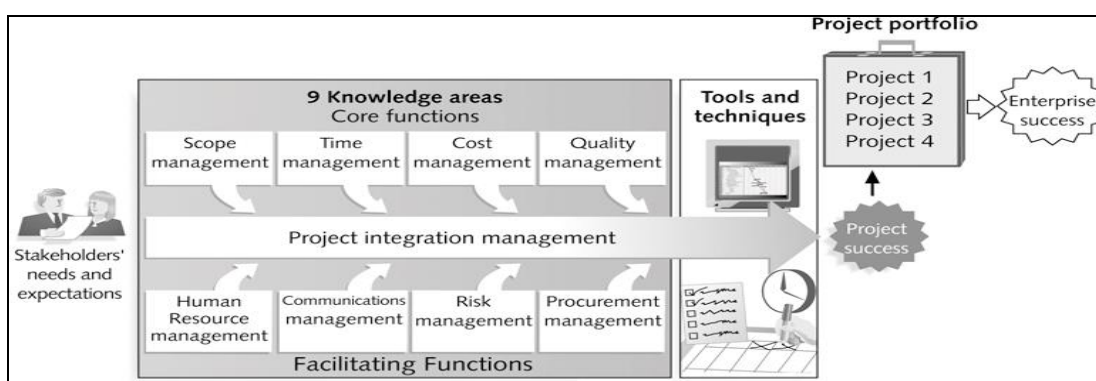 Project portfolio
Project 1
Project 2
Project 3
Project 4
Enterprise
success
9 Knowledge areas
Core functions
Tools and
techniques
Scope
management
Time
management
Cost
management
Quality
management
Project integration management
Project
success
Stakeholders'
needs and
expectations
Human
Resource
management
Communications
management
Risk
management
Procurement
management
Facilitating Functions